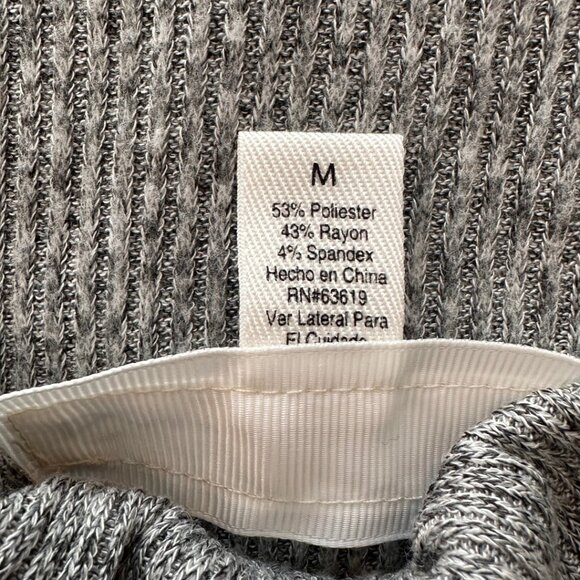 M
53% Poliester
43% Rayon
4% Spandex
Hecho en China
RN#63619
Ver Lateral Para
El Cuidado